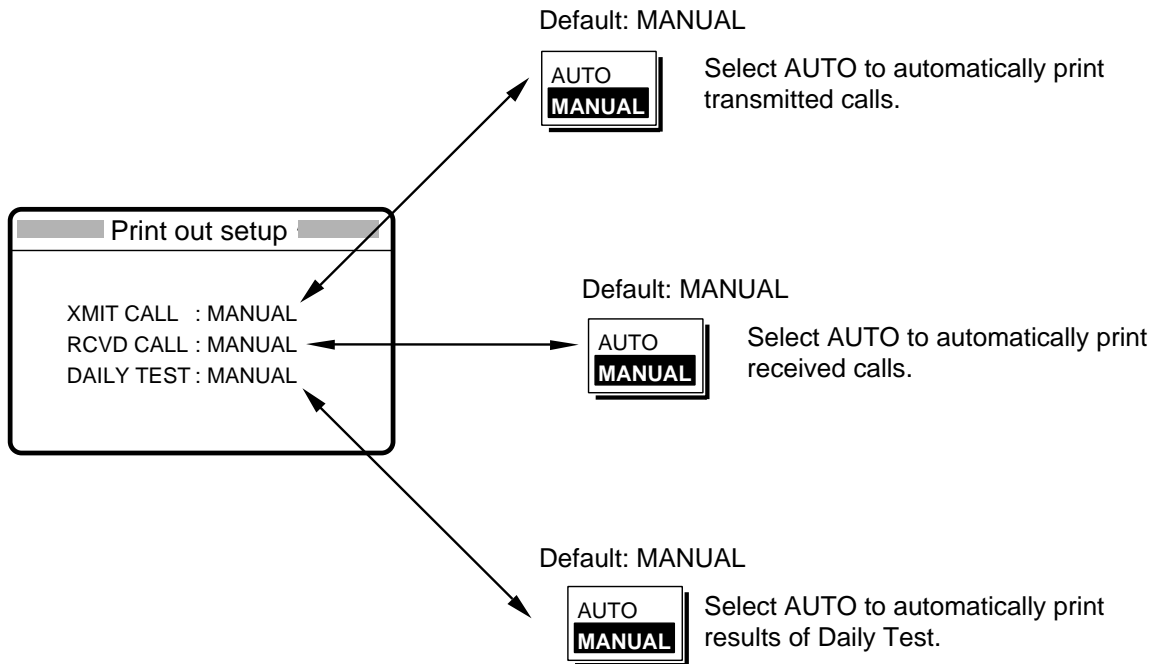 Default: MANUAL
AUTO
MANUAL
Select AUTO to automatically print
transmitted calls.
Print out setup
XMIT CALL : MANUAL
RCVD CALL : MANUAL
DAILY TEST : MANUAL
Default: MANUAL
AUTO
MANUAL
Select AUTO to automatically print
received calls.
Default: MANUAL
AUTO
MANUAL
Select AUTO to automatically print
results of Daily Test.